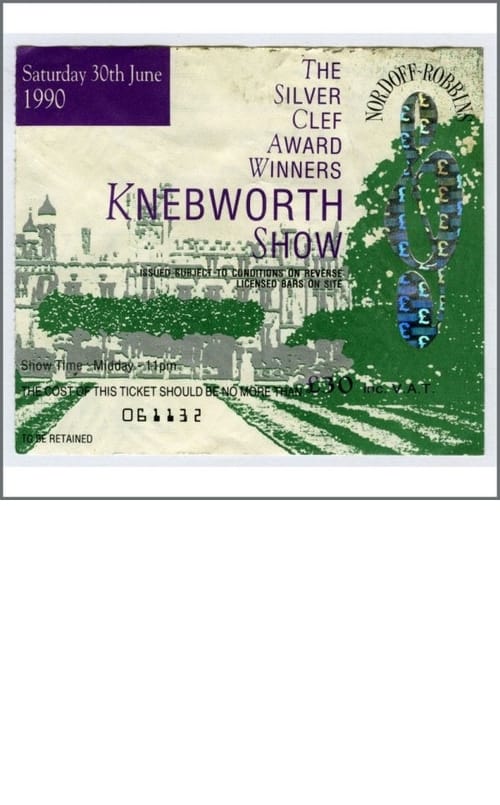 Saturday 30th June
1990
THE
SILVER
CLEF
AWARD
WINNERS
KNEBWORTH
SHOW
NORDOFF-ROBBINS
ISSUED SUBJECT TO CONDITIONS ON REVERSE
LICENSED BARS ON SITE
Show Time : Midday - 11pm
THE COST OF THIS TICKET SHOULD BE NO MORE THAN £30 inc. V.A.T.
061132
TO BE RETAINED
£
£
£
£
£
£
£
£
£
£
£
£
£
£